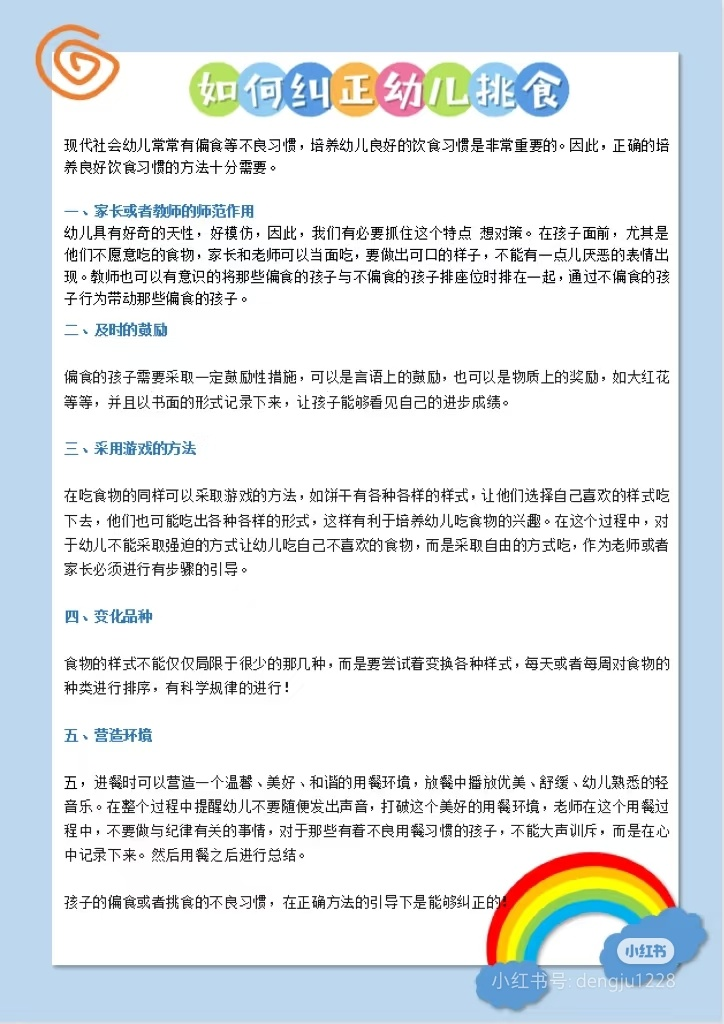 如何纠正幼儿挑食
现代社会幼儿常常有偏食等不良习惯，培养幼儿良好的饮食习惯是非常重要的。因此，正确的培
养良好饮食习惯的方法十分需要。
一、家长或者教师的师范作用
幼儿具有好奇的天性，好模仿，因此，我们有必要抓住这个特点 想对策。在孩子面前，尤其是
他们不愿意吃的食物，家长和老师可以当面吃，要做出可口的样子，不能有一点儿厌恶的表情出
现。教师也可以有意识的将那些偏食的孩子与不偏食的孩子排座位时排在一起，通过不偏食的孩
子行为带动那些偏食的孩子。
二、及时的鼓励
偏食的孩子需要采取一定鼓励性措施，可以是言语上的鼓励，也可以是物质上的奖励，如大红花
等等，并且以书面的形式记录下来，让孩子能够看见自己的进步成绩。
三、采用游戏的方法
在吃食物的同样可以采取游戏的方法，如饼干有各种各样的样式，让他们选择自己喜欢的样式吃
下去，他们也可能吃出各种各样的形式，这样有利于培养幼儿吃食物的兴趣。在这个过程中，对
于幼儿不能采取强迫的方式让幼儿吃自己不喜欢的食物，而是采取自由的方式吃，作为老师或者
家长必须进行有步骤的引导。
四、变化品种
食物的样式不能仅仅局限于很少的那几种，而是要尝试着变换各种样式，每天或者每周对食物的
种类进行排序，有科学规律的进行！
五、营造环境
五，进餐时可以营造一个温馨、美好、和谐的用餐环境，放餐中播放优美、舒缓、幼儿熟悉的轻
音乐。在整个过程中提醒幼儿不要随便发出声音，打破这个美好的用餐环境，老师在这个用餐过
程中，不要做与纪律有关的事情，对于那些有着不良用餐习惯的孩子，不能大声训斥，而是在心
中记录下来。然后用餐之后进行总结。
孩子的偏食或者挑食的不良习惯，在正确方法的引导下是能够纠正的！
小红书
小红书号: dengju1228